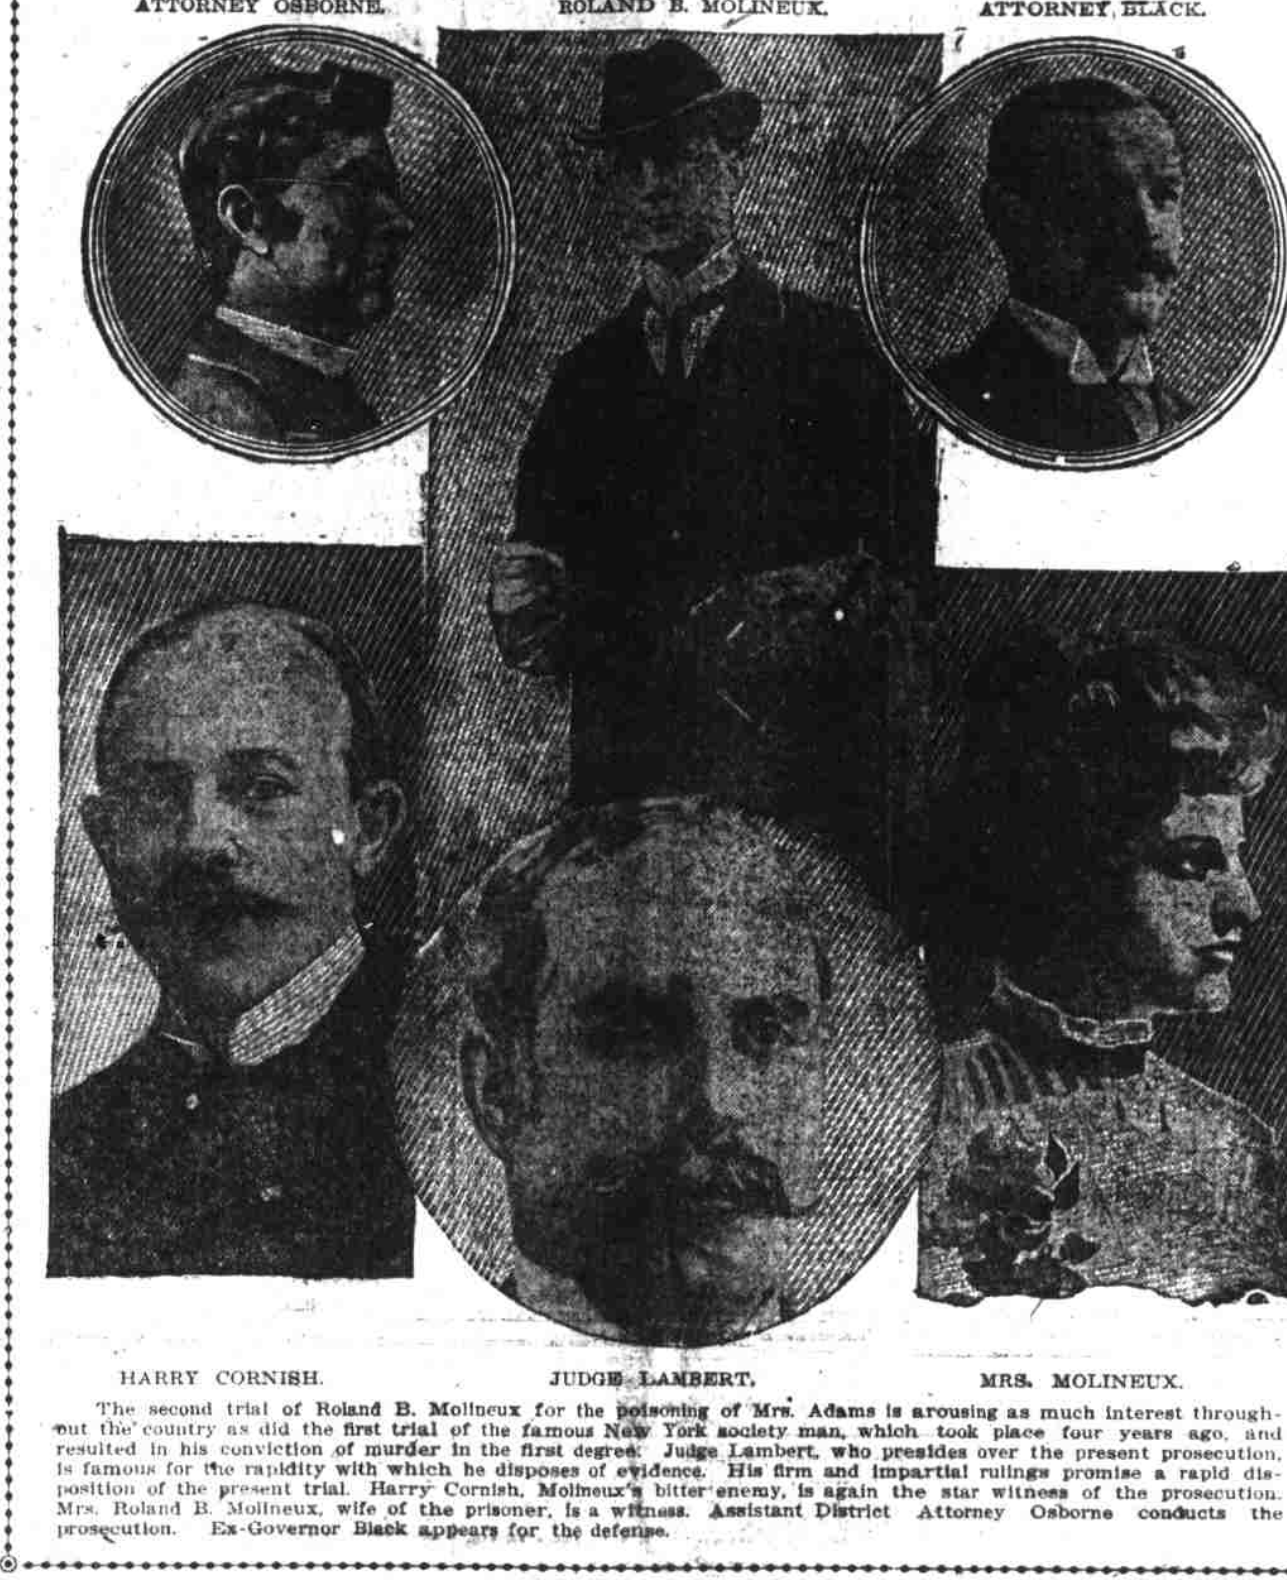 ATTORNEY OSBORNE. ROLAND B. MOLINEUX. ATTORNEY BLACK.
HARRY CORNISH. JUDGE LAMBERT. MRS. MOLINEUX.
The second trial of Roland B. Molineux for the poisoning of Mrs. Adams is arousing as much interest through-
out the country as did the first trial of the famous New York society man, which took place four years ago, and
resulted in his conviction of murder in the first degree. Judge Lambert, who presides over the present prosecution,
is famous for the rapidity with which he disposes of evidence. His firm and impartial rulings promise a rapid dis-
position of the present trial. Harry Cornish, Molineux's bitter enemy, is again the star witness of the prosecution.
Mrs. Roland B. Molineux, wife of the prisoner, is a witness. Assistant District Attorney Osborne conducts the
prosecution. Ex-Governor Black appears for the defense.